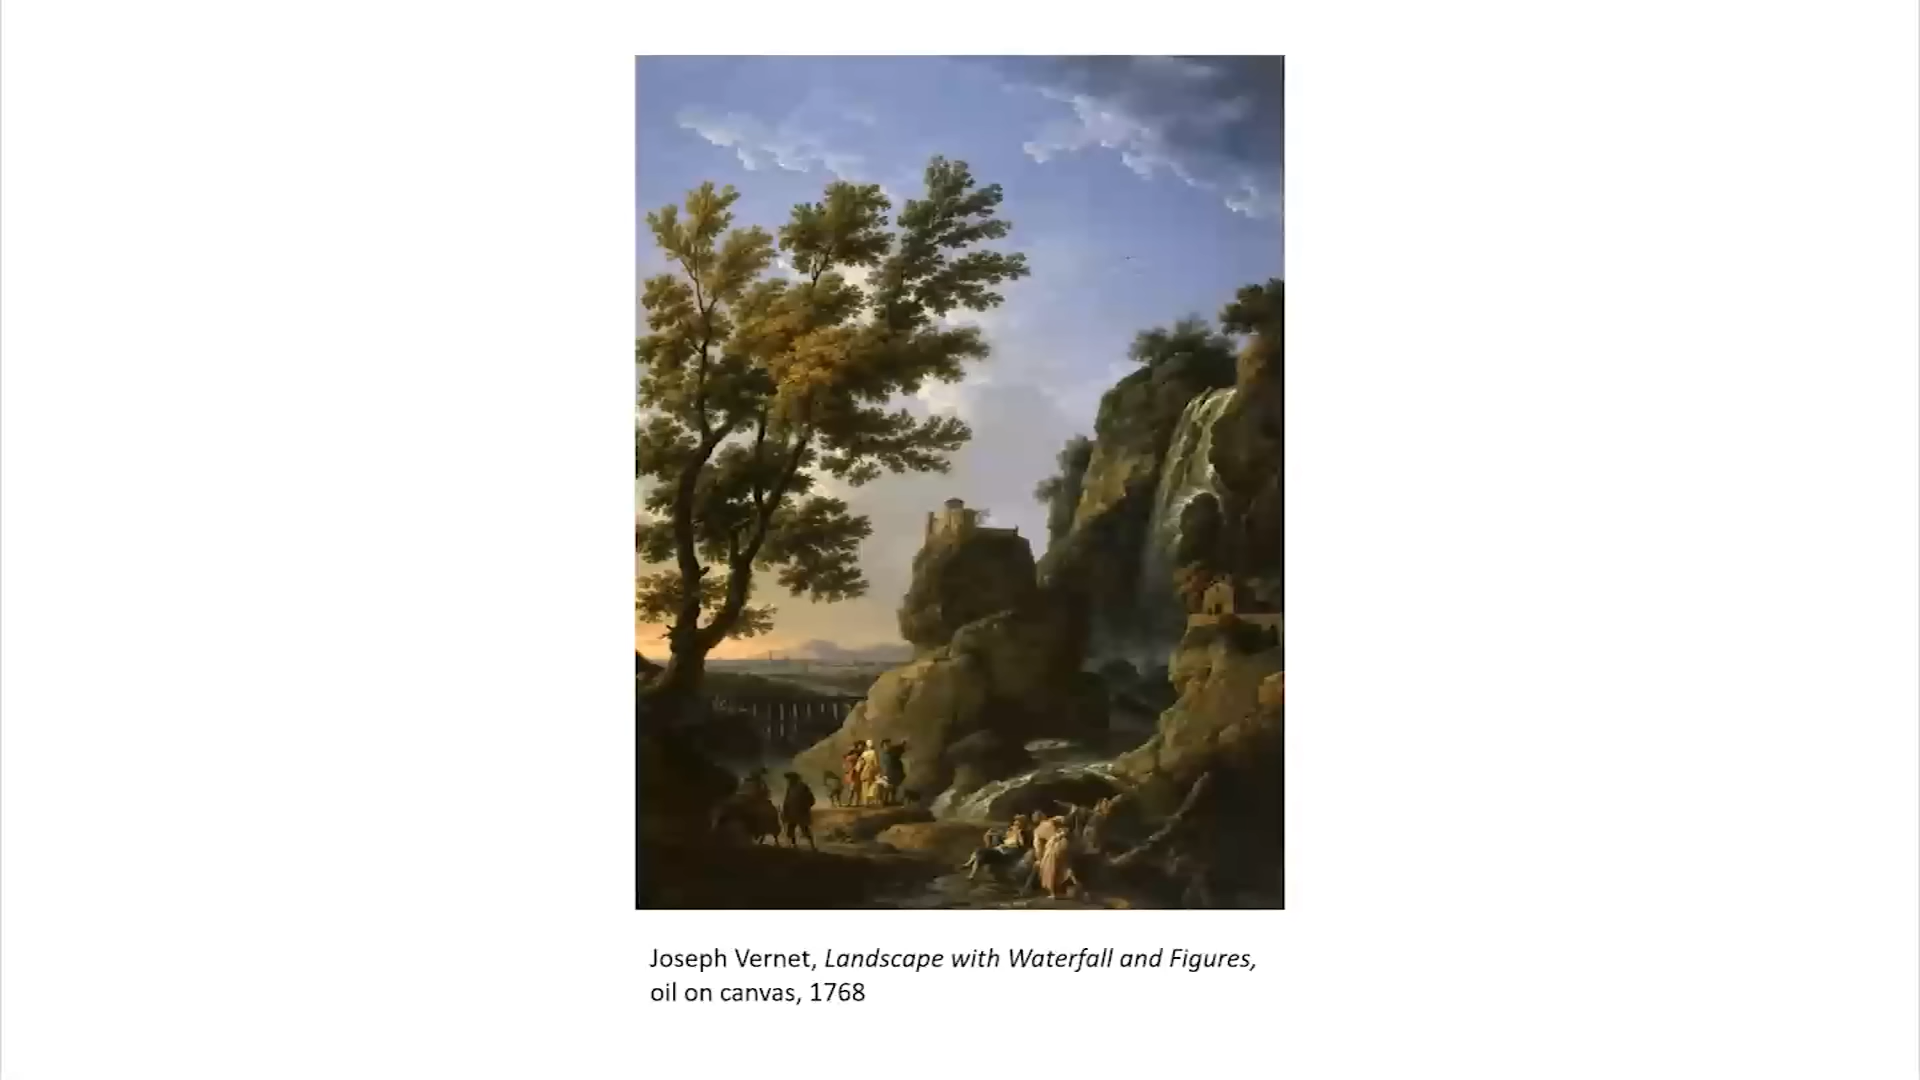 Joseph Vernet, Landscape with Waterfall and Figures,
oil on canvas, 1768